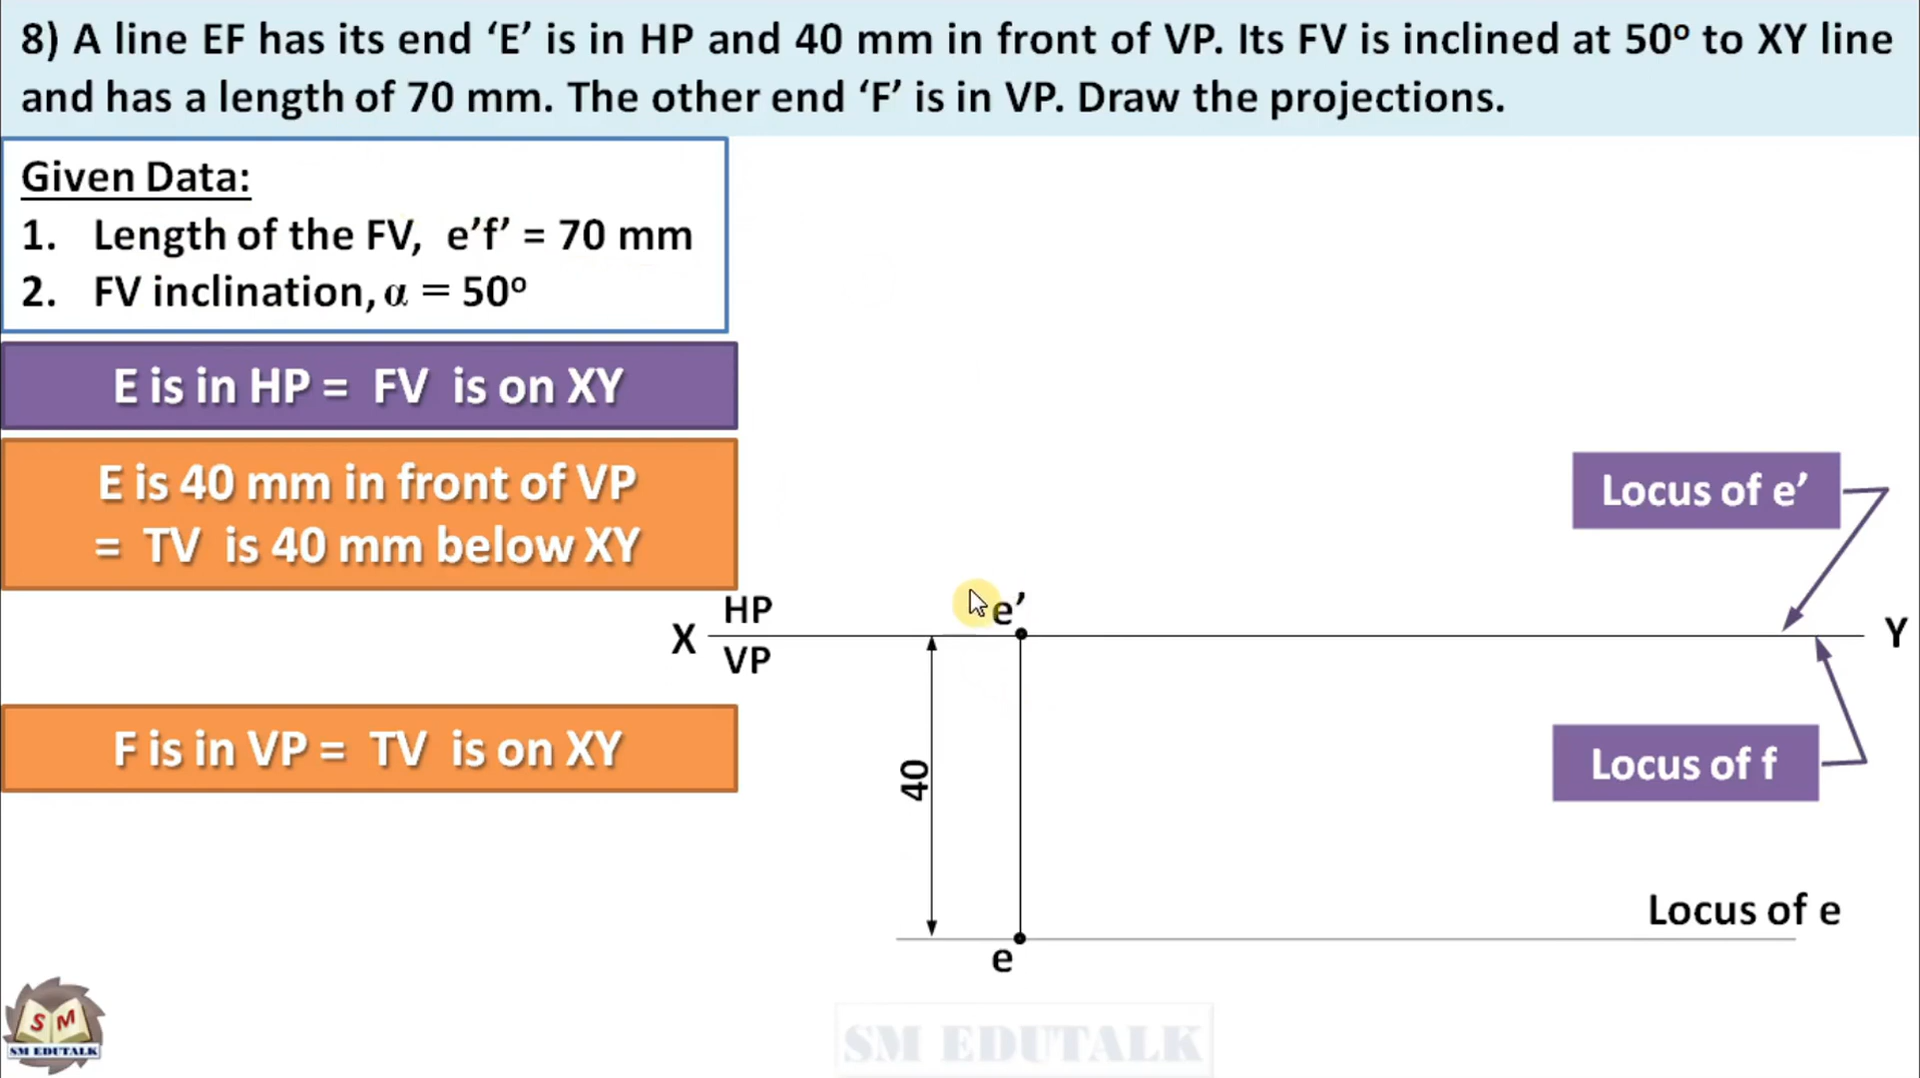 8) A line EF has its end ‘E’ is in HP and 40 mm in front of VP. Its FV is inclined at 50º to XY line
and has a length of 70 mm. The other end ‘F’ is in VP. Draw the projections.
Given Data:
1. Length of the FV, e’f’ = 70 mm
2. FV inclination, α = 50º
E is in HP = FV is on XY
E is 40 mm in front of VP
= TV is 40 mm below XY
Locus of e’
HP
e’
X
Y
VP
F is in VP = TV is on XY
40
Locus of f
Locus of e
e
S M
SM EDUTALK
SM EDUTALK